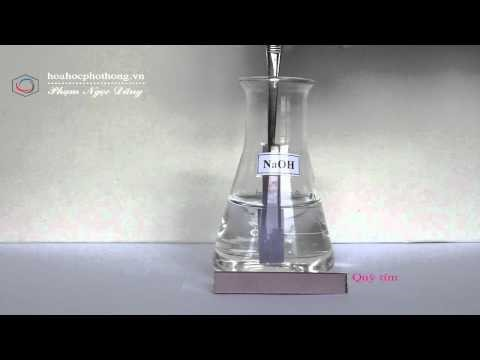 hoahocphothong.vn
Phạm Ngọc Dũng
NaOH
Quỳ tím